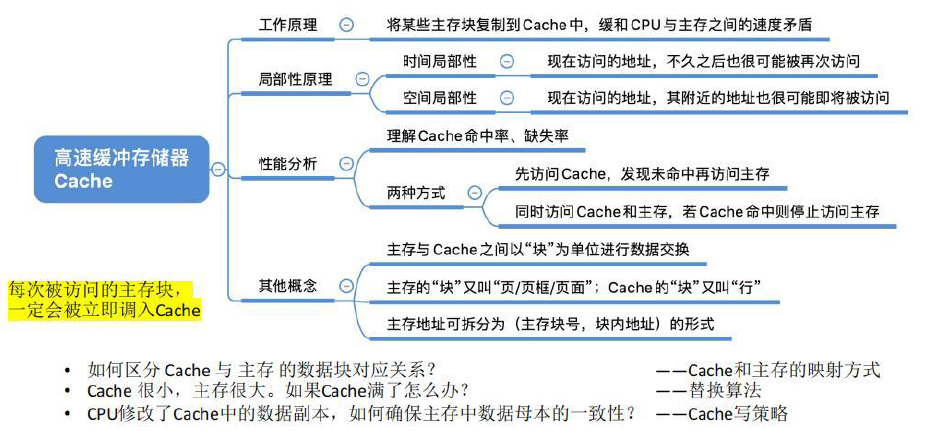 工作原理
将某些主存块复制到Cache中，缓和CPU与主存之间的速度矛盾
局部性原理
时间局部性
现在访问的地址，不久之后也很可能被再次访问
空间局部性
现在访问的地址，其附近的地址也很可能即将被访问
高速缓冲存储器
Cache
性能分析
理解Cache命中率、缺失率
两种方式
先访问Cache，发现未命中再访问主存
同时访问Cache和主存，若Cache命中则停止访问主存
其他概念
主存与Cache之间以“块”为单位进行数据交换
主存的“块”又叫“页/页框/页面”；Cache的“块”又叫“行”
主存地址可拆分为（主存块号，块内地址）的形式
每次被访问的主存块，
一定会被立即调入Cache
• 如何区分 Cache 与 主存 的数据块对应关系？ ——Cache和主存的映射方式
• Cache 很小，主存很大。如果Cache满了怎么办？ ——替换算法
• CPU修改了Cache中的数据副本，如何确保主存中数据母本的一致性？ ——Cache写策略